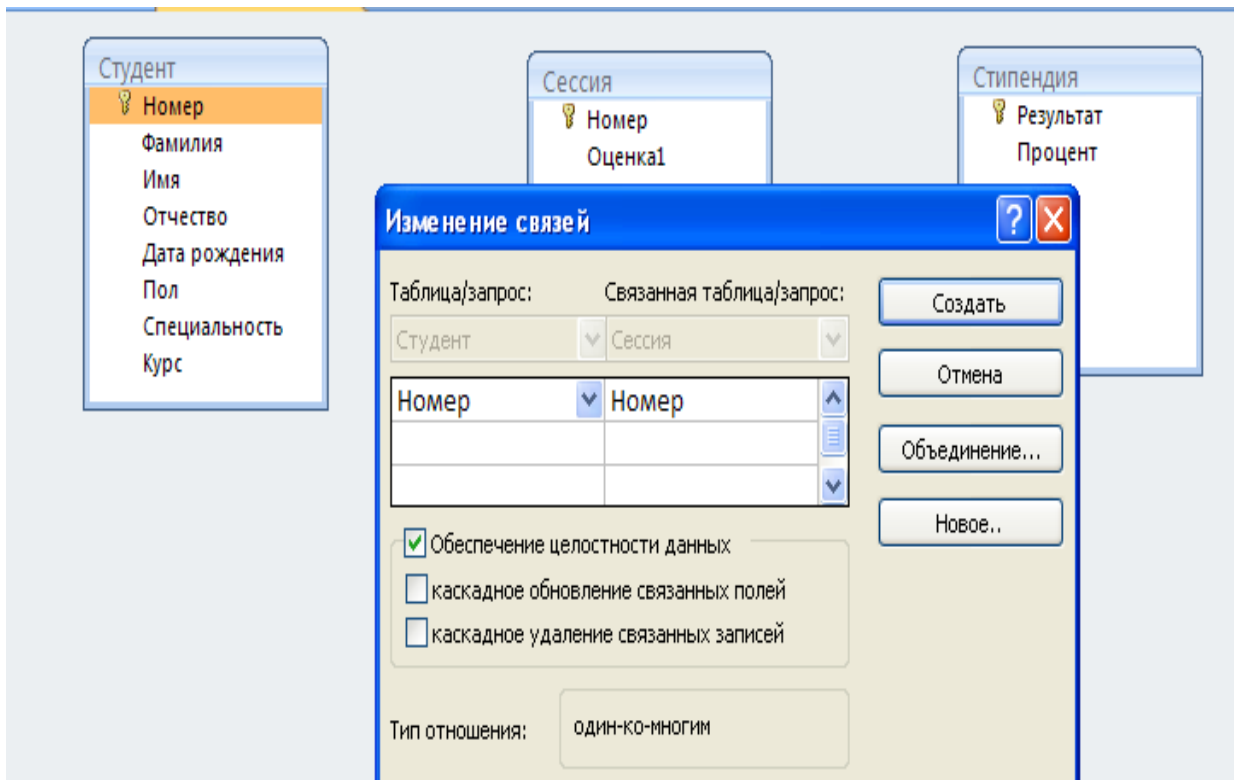 Студент
Номер
Фамилия
Имя
Отчество
Дата рождения
Пол
Специальность
Курс
Сессия
Номер
Оценка1
Стипендия
Результат
Процент
Изменение связей
Таблица/запрос: Связанная таблица/запрос:
Студент Сессия
Номер Номер
Обеспечение целостности данных
каскадное обновление связанных полей
каскадное удаление связанных записей
Тип отношения: один-ко-многим
Создать
Отмена
Объединение...
Новое..